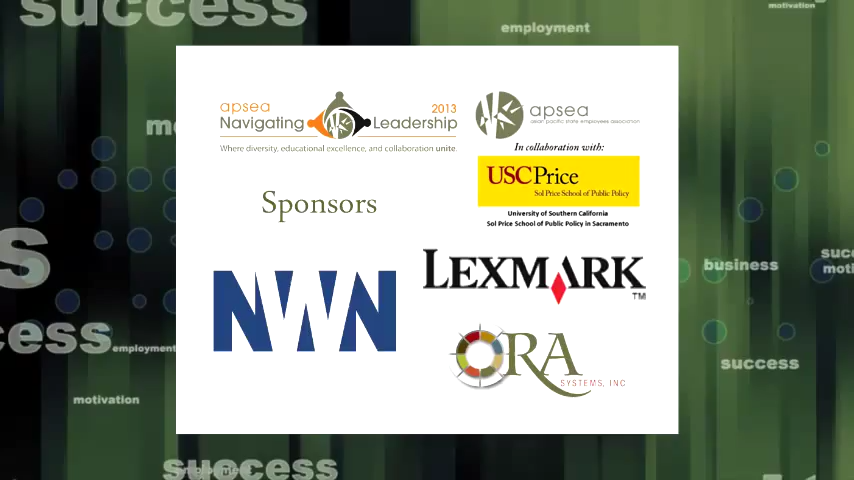 success
motivation
employment
apsea
2013
Navigating Leadership
Where diversity, educational excellence, and collaboration unite.
apsea
asian pacific state employees association
In collaboration with:
USC Price
Sol Price School of Public Policy
University of Southern California
Sol Price School of Public Policy in Sacramento
Sponsors
NWN
LEXMARK
TM
ORA
SYSTEMS, INC
business
success
employment
motivation
success
success